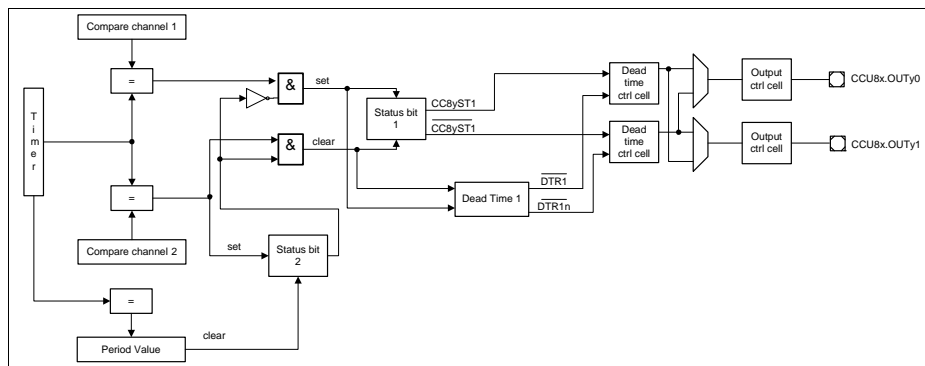 Compare channel 1
=
Timer
=
Compare channel 2
=
Period Value
clear
set
Status bit
2
&
set
&
clear
Status bit
1
CC8yST1
CC8yST1
Dead Time 1
DTR1
DTR1n
Dead
time
ctrl cell
Dead
time
ctrl cell
Output
ctrl cell
CCU8x.OUTy0
Output
ctrl cell
CCU8x.OUTy1